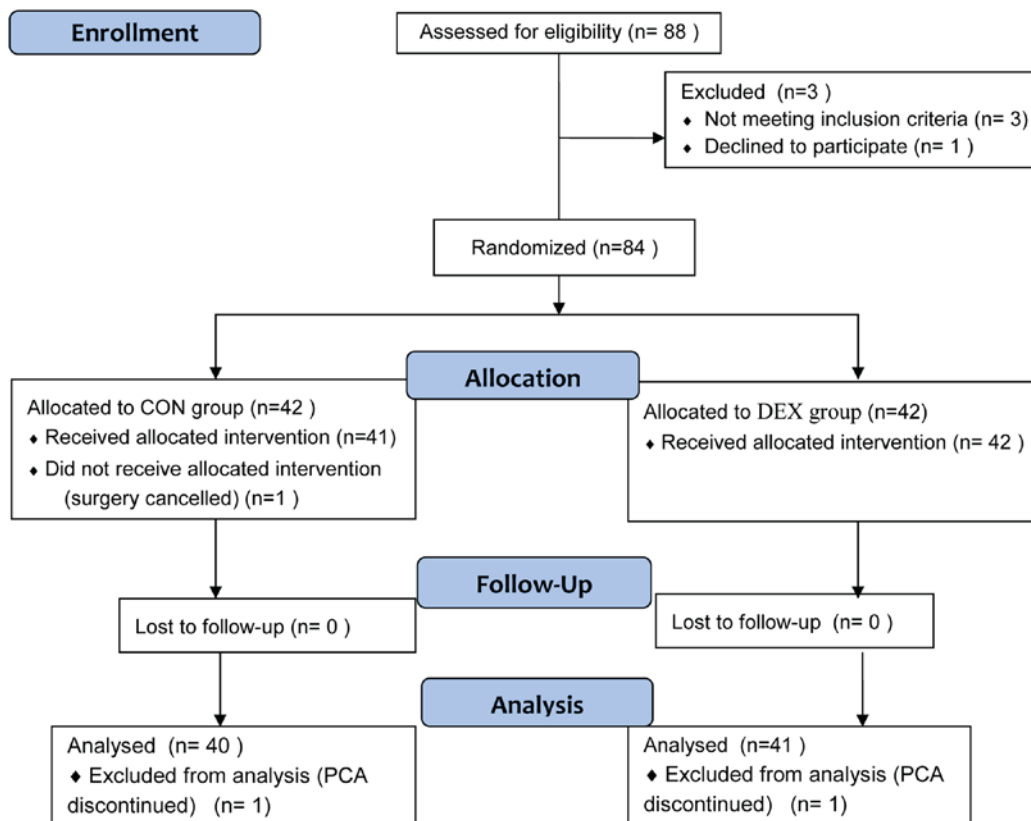 Enrollment
Assessed for eligibility (n= 88 )
Excluded (n=3 )
♦ Not meeting inclusion criteria (n= 3)
♦ Declined to participate (n= 1 )
Randomized (n=84 )
Allocation
Allocated to CON group (n=42 )
♦ Received allocated intervention (n=41)
♦ Did not receive allocated intervention
(surgery cancelled) (n=1 )
Allocated to DEX group (n=42)
♦ Received allocated intervention (n= 42 )
Follow-Up
Lost to follow-up (n= 0 )
Lost to follow-up (n= 0 )
Analysis
Analysed (n= 40 )
♦ Excluded from analysis (PCA
discontinued) (n= 1)
Analysed (n=41 )
♦ Excluded from analysis (PCA
discontinued) (n= 1)